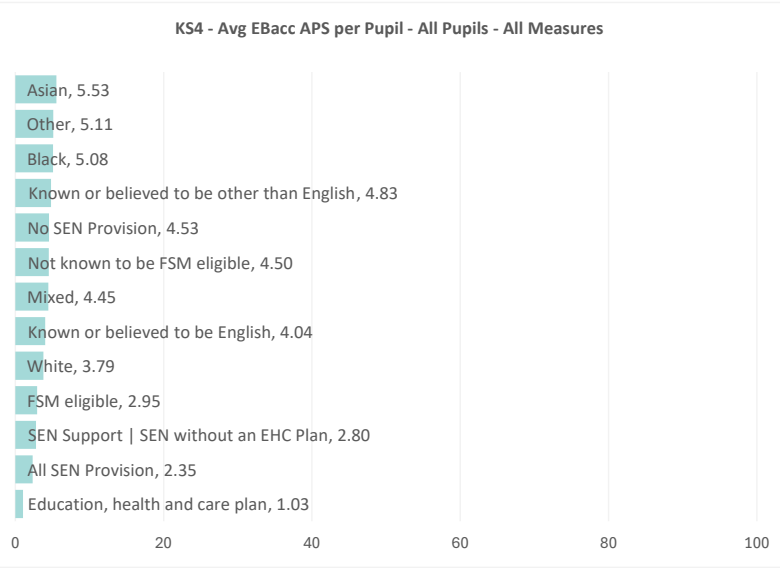 KS4 - Avg EBacc APS per Pupil - All Pupils - All Measures
Asian, 5.53
Other, 5.11
Black, 5.08
Known or believed to be other than English, 4.83
No SEN Provision, 4.53
Not known to be FSM eligible, 4.50
Mixed, 4.45
Known or believed to be English, 4.04
White, 3.79
FSM eligible, 2.95
SEN Support | SEN without an EHC Plan, 2.80
All SEN Provision, 2.35
Education, health and care plan, 1.03
0 20 40 60 80 100